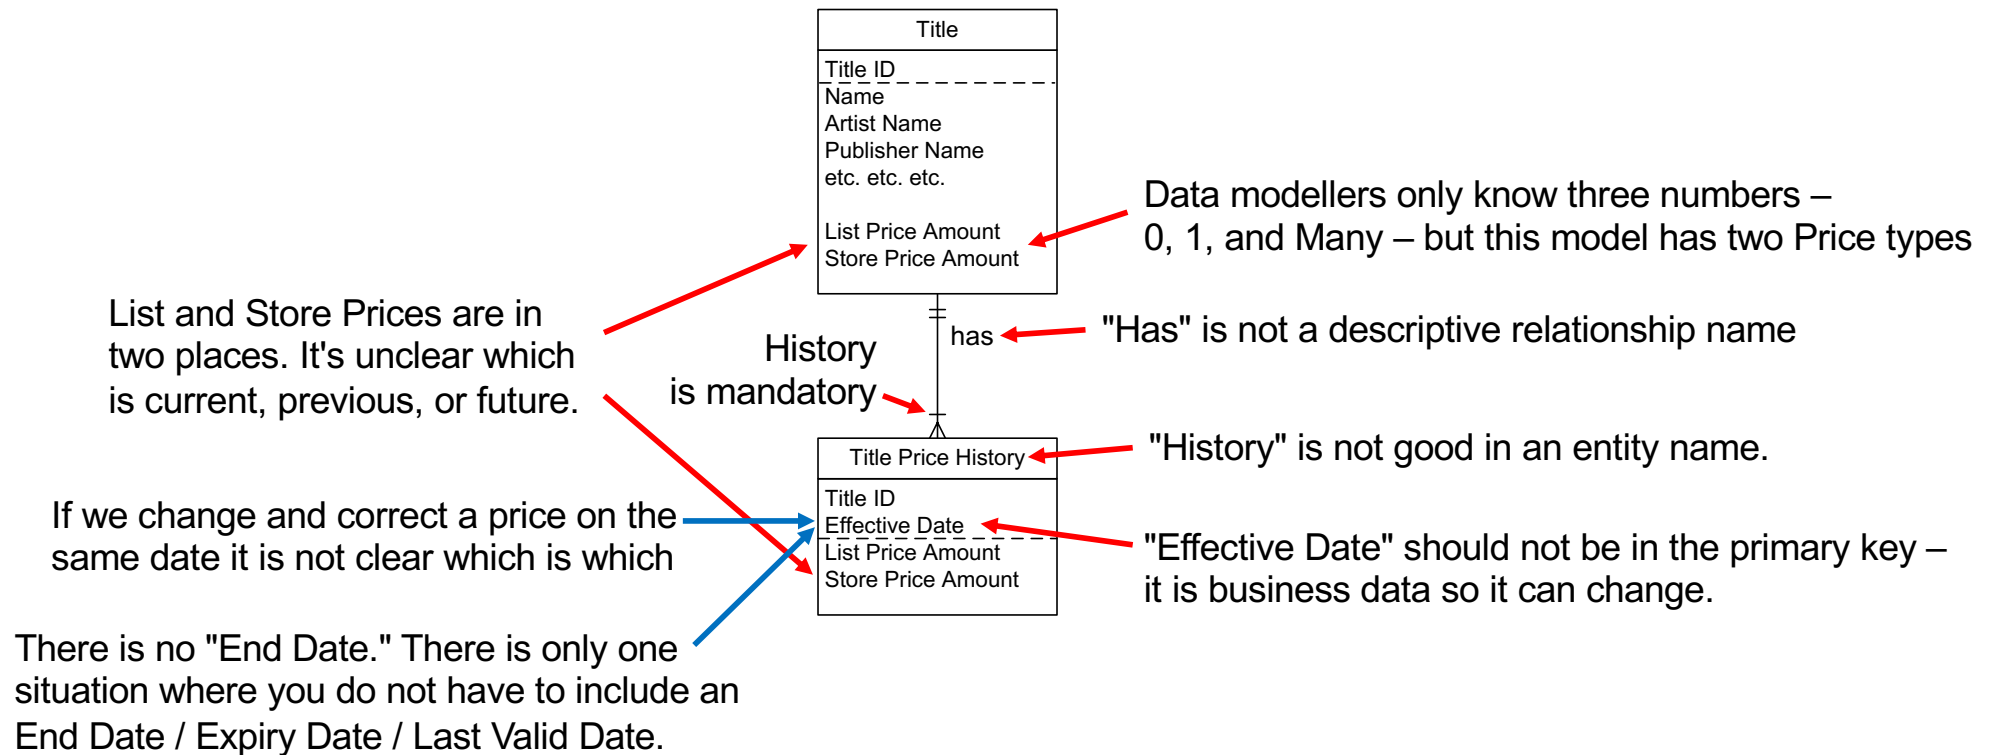 Title
Title ID
Name
Artist Name
Publisher Name
etc. etc. etc.
List Price Amount
Store Price Amount
Data modellers only know three numbers –
0, 1, and Many – but this model has two Price types
List and Store Prices are in
two places. It's unclear which
is current, previous, or future.
has
"Has" is not a descriptive relationship name
History
is mandatory
Title Price History
"History" is not good in an entity name.
Title ID
Effective Date
List Price Amount
Store Price Amount
If we change and correct a price on the
same date it is not clear which is which
"Effective Date" should not be in the primary key –
it is business data so it can change.
There is no "End Date." There is only one
situation where you do not have to include an
End Date / Expiry Date / Last Valid Date.